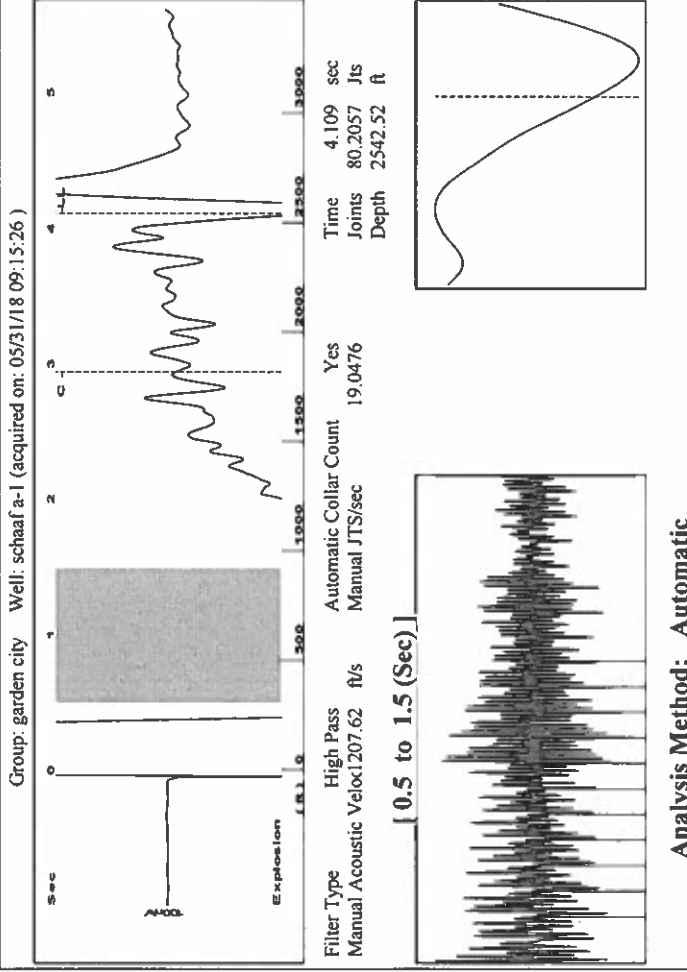 Group: garden city Well: schaaf a-1 (acquired on: 05/31/18 09:15:26 )
Sec 0 1 2 3 4 5
C
Explosion
(ft) 0 500 1000 1500 2000 2500 3000
Filter Type High Pass Automatic Collar Count Yes Time 4.109 sec
Manual Acoustic Veloc1207.62 ft/s Manual JTS/sec 19.0476 Joints 80.2057 Jts
Depth 2542.52 ft
[ 0.5 to 1.5 (Sec) ]
Analysis Method: Automatic